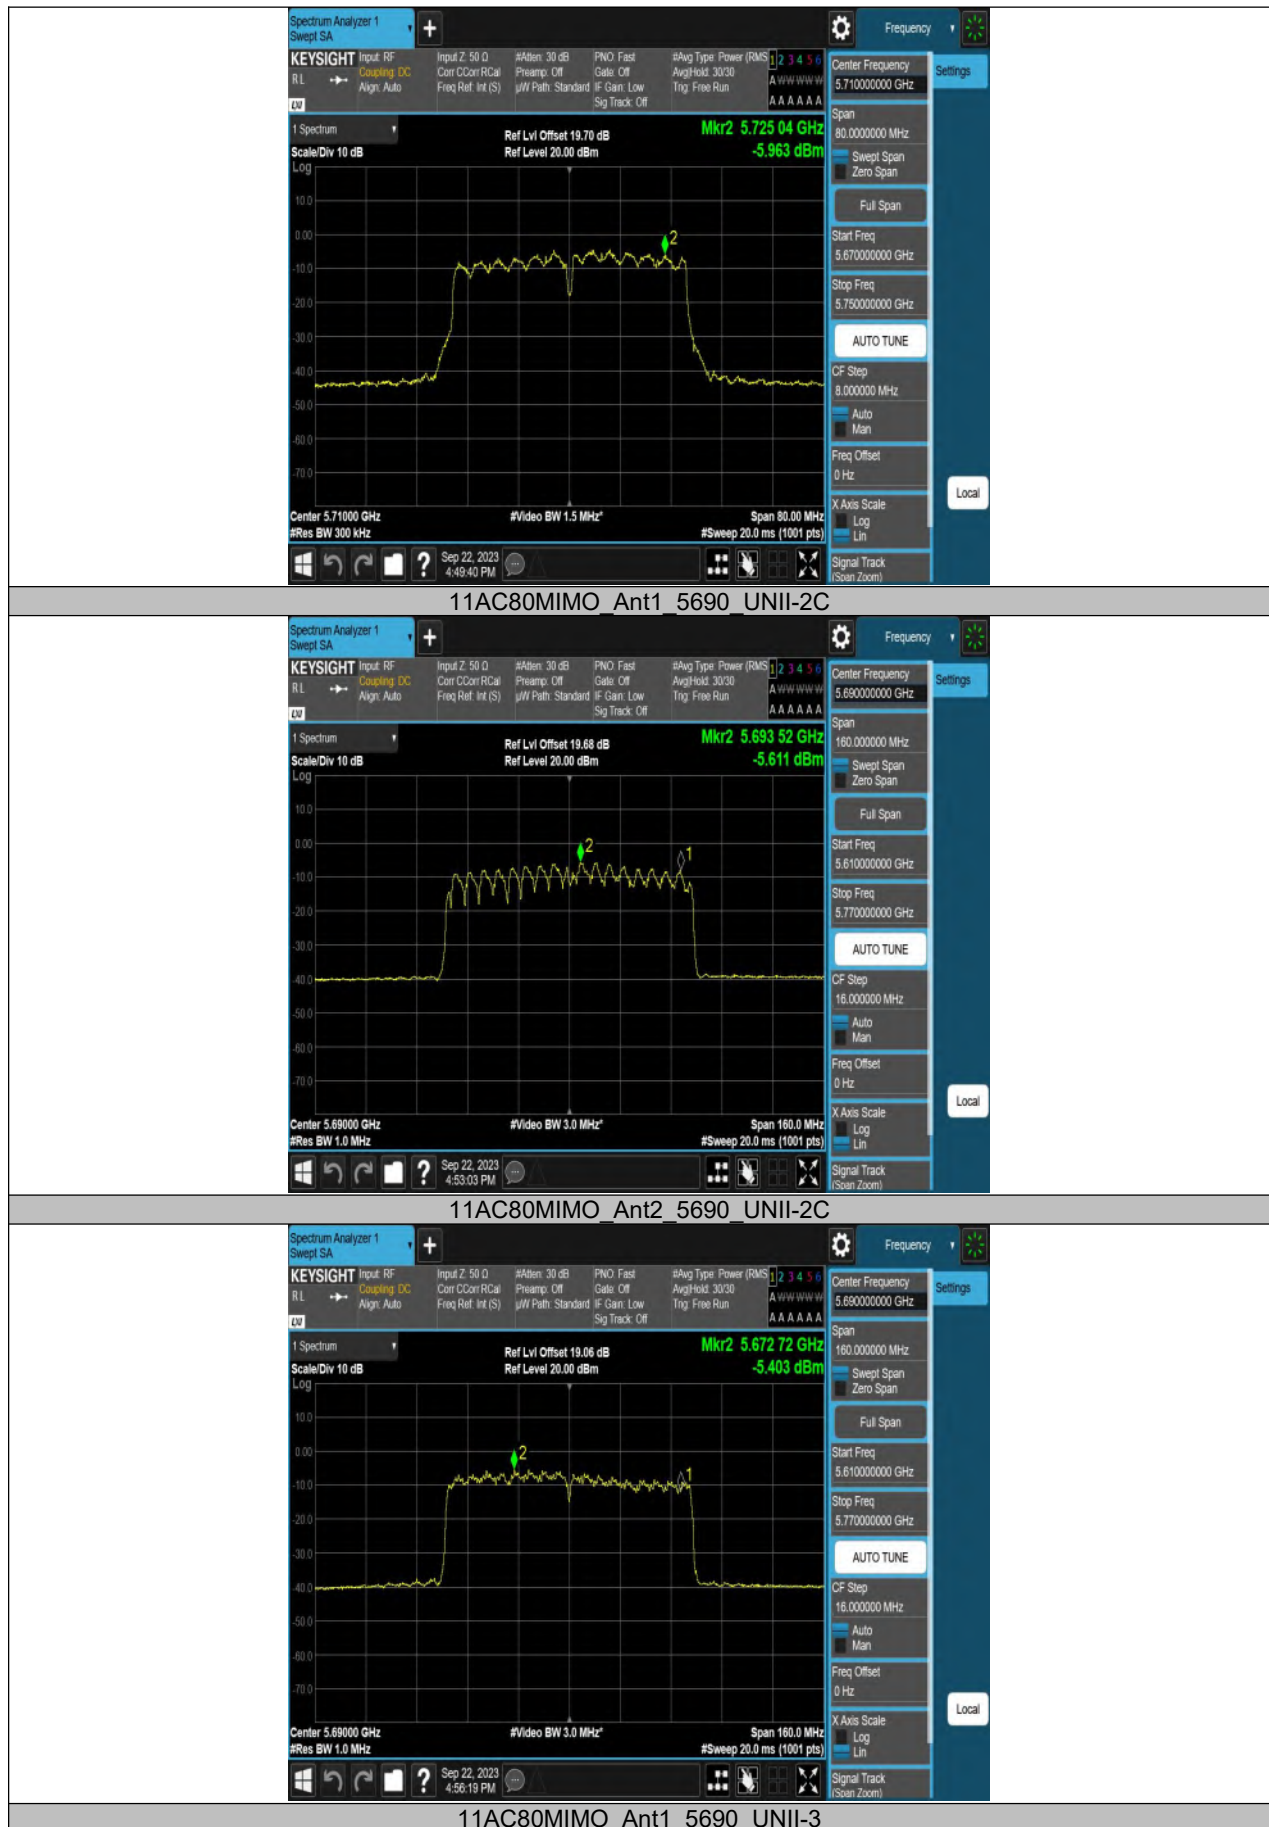 Spectrum Analyzer 1
Swept SA
+
Frequency
KEYSIGHT
Input: RF
Coupling: DC
Align: Auto
Input Z: 50 Ω
Corr CCorr RCal
Freq Ref: Int (S)
#Atten: 30 dB
Preamp: Off
µW Path: Standard
PNO: Fast
Gate: Off
IF Gain: Low
Sig Track: Off
#Avg Type: Power (RMS
Avg|Hold: 30/30
Trig: Free Run
1 2 3 4 5 6
A W W W W W
A A A A A A
R L
LXI
Center Frequency
5.710000000 GHz
Settings
Span
80.0000000 MHz
Swept Span
Zero Span
Full Span
Start Freq
5.670000000 GHz
Stop Freq
5.750000000 GHz
AUTO TUNE
CF Step
8.000000 MHz
Auto
Man
Freq Offset
0 Hz
X Axis Scale
Log
Lin
Signal Track
(Span Zoom)
Local
1 Spectrum
Scale/Div 10 dB
Log
Ref Lvl Offset 19.70 dB
Ref Level 20.00 dBm
Mkr2 5.725 04 GHz
-5.963 dBm
10.0
0.00
-10.0
-20.0
-30.0
-40.0
-50.0
-60.0
-70.0
2
Center 5.71000 GHz
#Res BW 300 kHz
#Video BW 1.5 MHz*
Span 80.00 MHz
#Sweep 20.0 ms (1001 pts)
?
Sep 22, 2023
4:49:40 PM
11AC80MIMO_Ant1_5690_UNII-2C
Spectrum Analyzer 1
Swept SA
+
Frequency
KEYSIGHT
Input: RF
Coupling: DC
Align: Auto
Input Z: 50 Ω
Corr CCorr RCal
Freq Ref: Int (S)
#Atten: 30 dB
Preamp: Off
µW Path: Standard
PNO: Fast
Gate: Off
IF Gain: Low
Sig Track: Off
#Avg Type: Power (RMS
Avg|Hold: 30/30
Trig: Free Run
1 2 3 4 5 6
A W W W W W
A A A A A A
R L
LXI
Center Frequency
5.690000000 GHz
Settings
Span
160.000000 MHz
Swept Span
Zero Span
Full Span
Start Freq
5.610000000 GHz
Stop Freq
5.770000000 GHz
AUTO TUNE
CF Step
16.000000 MHz
Auto
Man
Freq Offset
0 Hz
X Axis Scale
Log
Lin
Signal Track
(Span Zoom)
Local
1 Spectrum
Scale/Div 10 dB
Log
Ref Lvl Offset 19.68 dB
Ref Level 20.00 dBm
Mkr2 5.693 52 GHz
-5.611 dBm
10.0
0.00
-10.0
-20.0
-30.0
-40.0
-50.0
-60.0
-70.0
2
1
Center 5.69000 GHz
#Res BW 1.0 MHz
#Video BW 3.0 MHz*
Span 160.0 MHz
#Sweep 20.0 ms (1001 pts)
?
Sep 22, 2023
4:53:03 PM
11AC80MIMO_Ant2_5690_UNII-2C
Spectrum Analyzer 1
Swept SA
+
Frequency
KEYSIGHT
Input: RF
Coupling: DC
Align: Auto
Input Z: 50 Ω
Corr CCorr RCal
Freq Ref: Int (S)
#Atten: 30 dB
Preamp: Off
µW Path: Standard
PNO: Fast
Gate: Off
IF Gain: Low
Sig Track: Off
#Avg Type: Power (RMS
Avg|Hold: 30/30
Trig: Free Run
1 2 3 4 5 6
A W W W W W
A A A A A A
R L
LXI
Center Frequency
5.690000000 GHz
Settings
Span
160.000000 MHz
Swept Span
Zero Span
Full Span
Start Freq
5.610000000 GHz
Stop Freq
5.770000000 GHz
AUTO TUNE
CF Step
16.000000 MHz
Auto
Man
Freq Offset
0 Hz
X Axis Scale
Log
Lin
Signal Track
(Span Zoom)
Local
1 Spectrum
Scale/Div 10 dB
Log
Ref Lvl Offset 19.06 dB
Ref Level 20.00 dBm
Mkr2 5.672 72 GHz
-5.403 dBm
10.0
0.00
-10.0
-20.0
-30.0
-40.0
-50.0
-60.0
-70.0
2
1
Center 5.69000 GHz
#Res BW 1.0 MHz
#Video BW 3.0 MHz*
Span 160.0 MHz
#Sweep 20.0 ms (1001 pts)
?
Sep 22, 2023
4:56:19 PM
11AC80MIMO_Ant1_5690_UNII-3